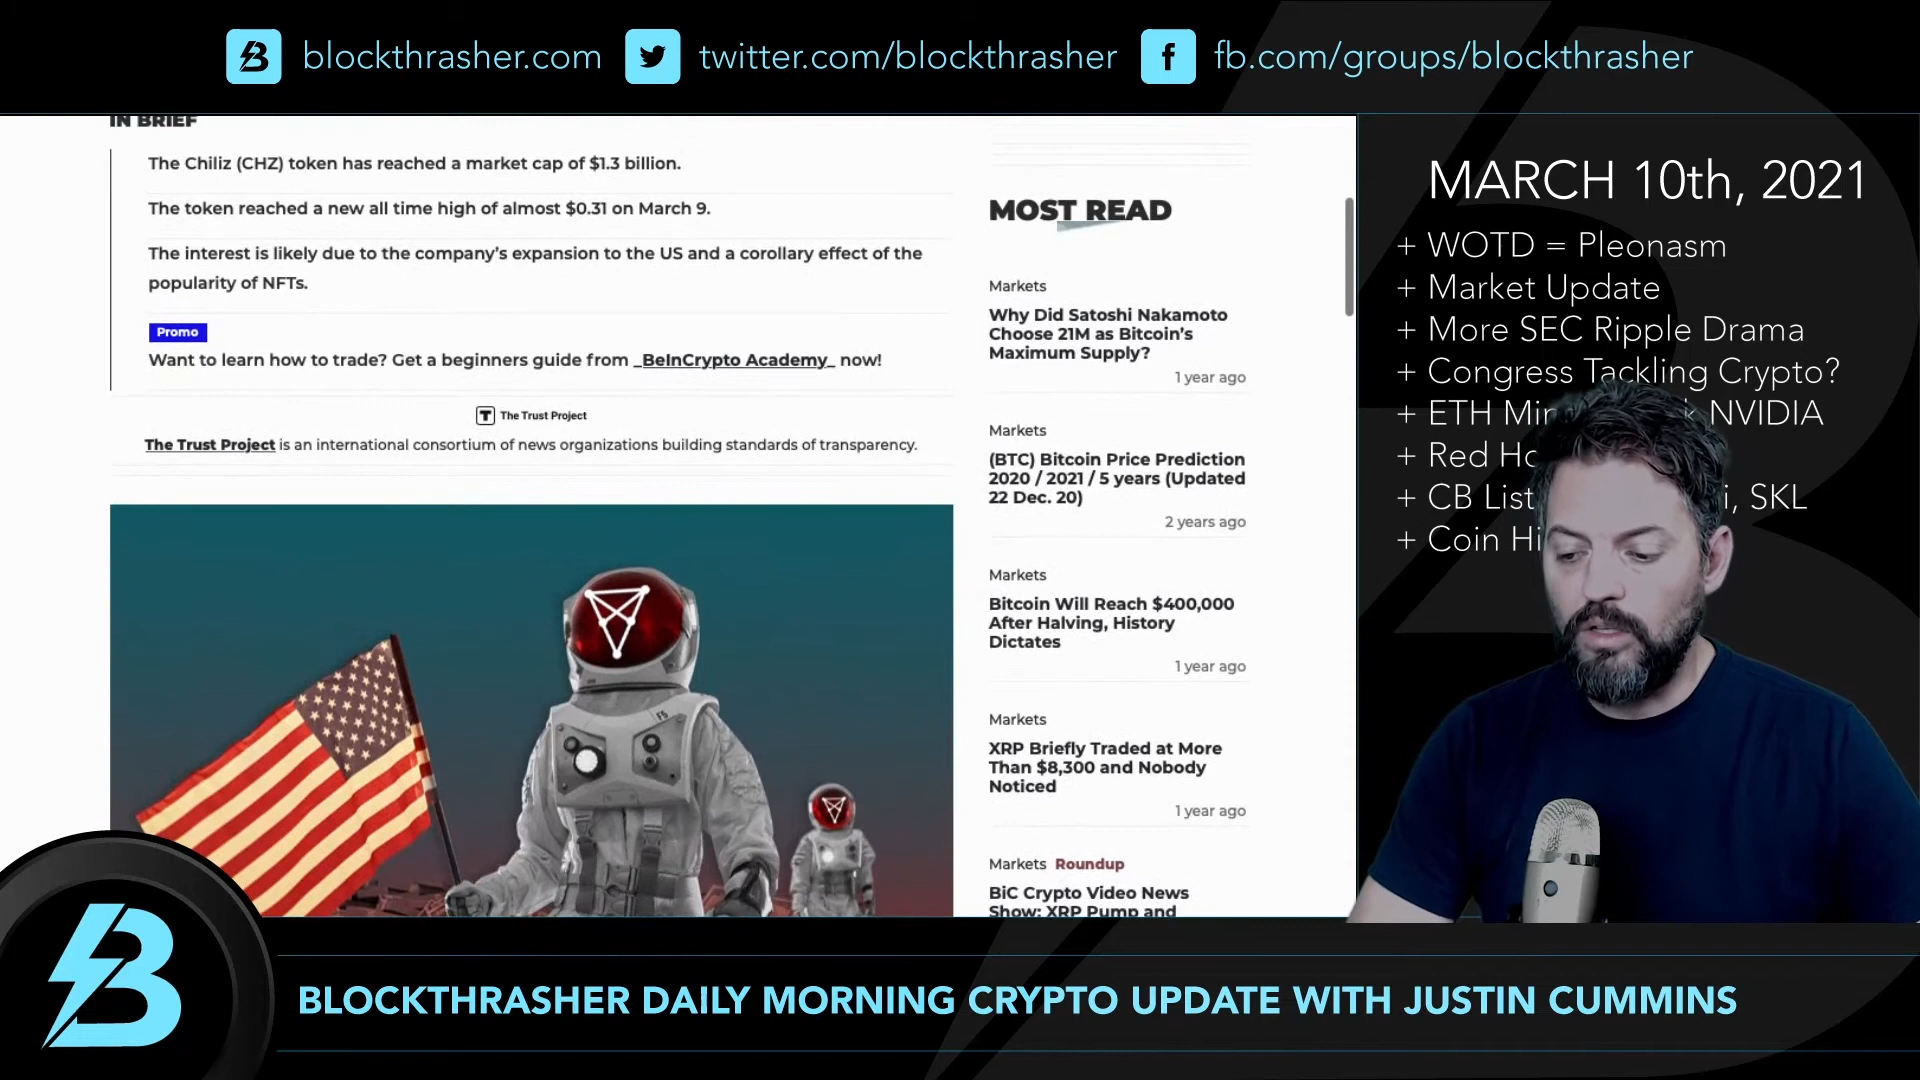 blockthrasher.com twitter.com/blockthrasher fb.com/groups/blockthrasher
IN BRIEF
The Chiliz (CHZ) token has reached a market cap of $1.3 billion.
The token reached a new all time high of almost $0.31 on March 9.
The interest is likely due to the company's expansion to the US and a corollary effect of the
popularity of NFTs.
Promo
Want to learn how to trade? Get a beginners guide from _BeInCrypto Academy_ now!
The Trust Project
The Trust Project is an international consortium of news organizations building standards of transparency.
F5
MOST READ
Markets
Why Did Satoshi Nakamoto
Choose 21M as Bitcoin's
Maximum Supply?
1 year ago
Markets
(BTC) Bitcoin Price Prediction
2020 / 2021 / 5 years (Updated
22 Dec. 20)
2 years ago
Markets
Bitcoin Will Reach $400,000
After Halving, History
Dictates
1 year ago
Markets
XRP Briefly Traded at More
Than $8,300 and Nobody
Noticed
1 year ago
Markets Roundup
BiC Crypto Video News
Show: XRP Pump and
MARCH 10th, 2021
+ WOTD = Pleonasm
+ Market Update
+ More SEC Ripple Drama
+ Congress Tackling Crypto?
+ ETH NVIDIA
+ Red
+ CB SKL
+ Coin
BLOCKTHRASHER DAILY MORNING CRYPTO UPDATE WITH JUSTIN CUMMINS